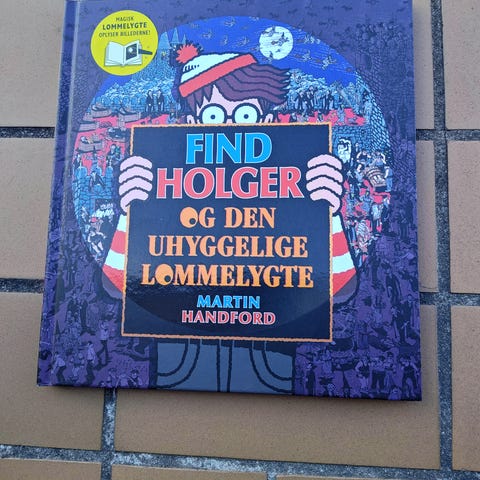 MAGISK
LOMMELYGTE
OPLYSER BILLEDERNE!
FIND
HOLGER
OG DEN
UHYGGELIGE
LOMMELYGTE
MARTIN
HANDFORD